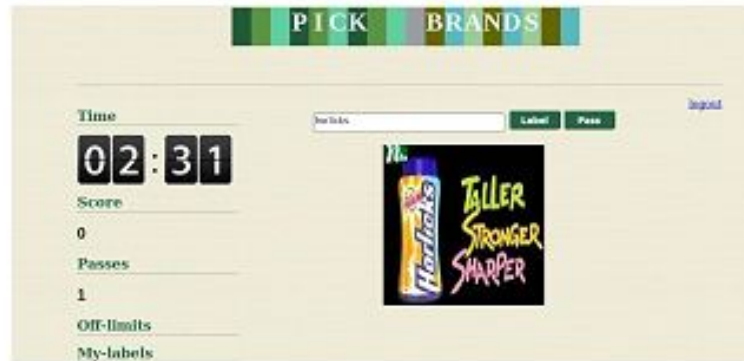 PICK BRANDS
logout
Time
horlicks
Label
Pass
02:31
Score
0
Passes
1
Off-limits
My-labels
Horlicks
TALLER
STRONGER
SHARPER